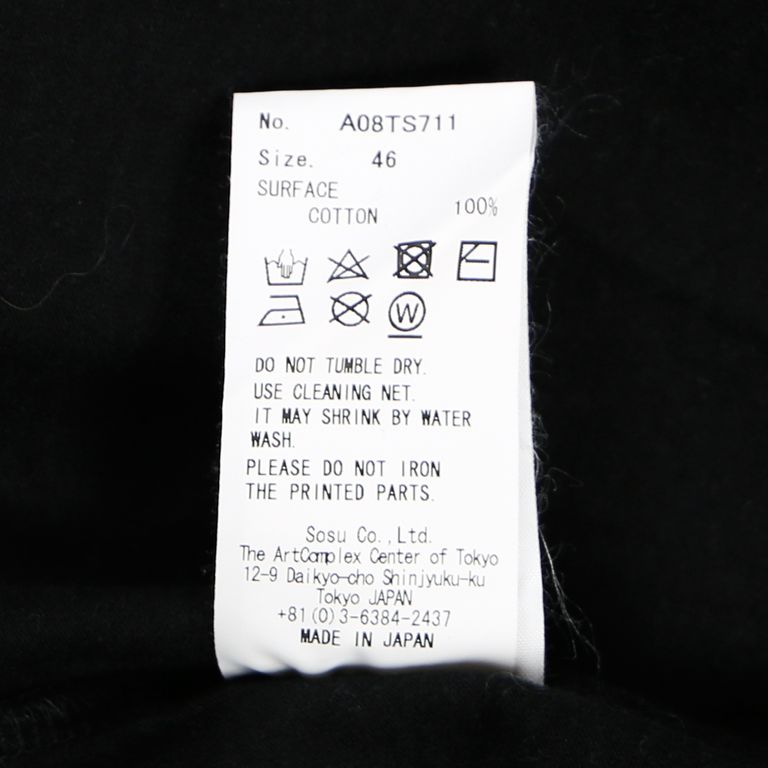 No. A08TS711
Size. 46
SURFACE
COTTON 100%
W
DO NOT TUMBLE DRY.
USE CLEANING NET.
IT MAY SHRINK BY WATER
WASH.
PLEASE DO NOT IRON
THE PRINTED PARTS.
Sosu Co.,Ltd.
The ArtComplex Center of Tokyo
12-9 Daikyo-cho Shinjyuku-ku
Tokyo JAPAN
+81(0)3-6384-2437
MADE IN JAPAN